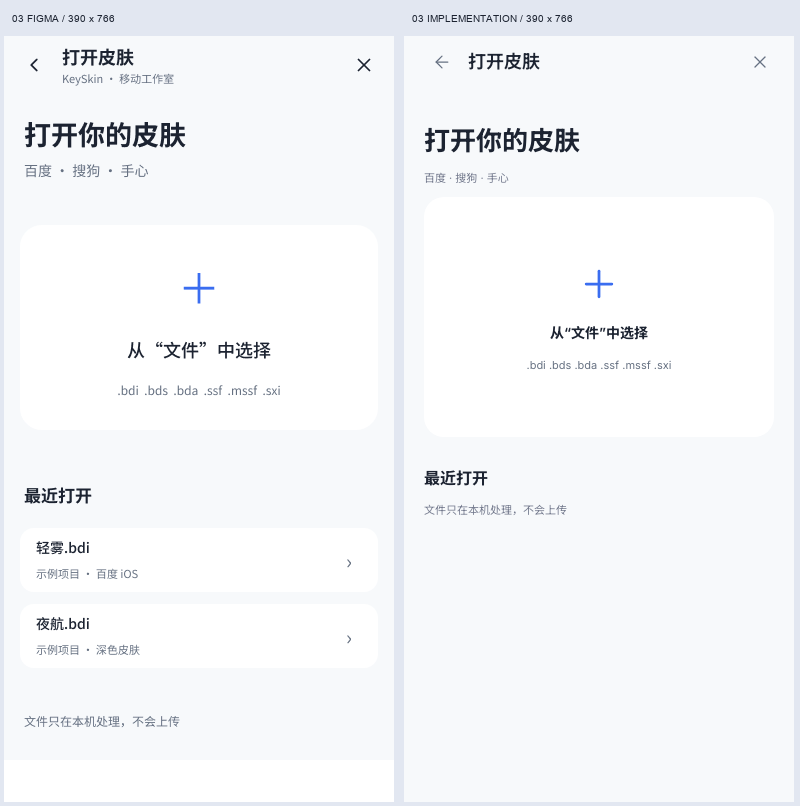 03 FIGMA / 390 x 766
打开皮肤
KeySkin • 移动工作室
打开你的皮肤
百度 • 搜狗 • 手心
从“文件”中选择
.bdi .bds .bda .ssf .mssf .sxi
最近打开
轻雾.bdi
示例项目 • 百度 iOS
夜航.bdi
示例项目 • 深色皮肤
文件只在本机处理，不会上传
03 IMPLEMENTATION / 390 x 766
打开皮肤
打开你的皮肤
百度 · 搜狗 · 手心
从“文件”中选择
.bdi .bds .bda .ssf .mssf .sxi
最近打开
文件只在本机处理，不会上传